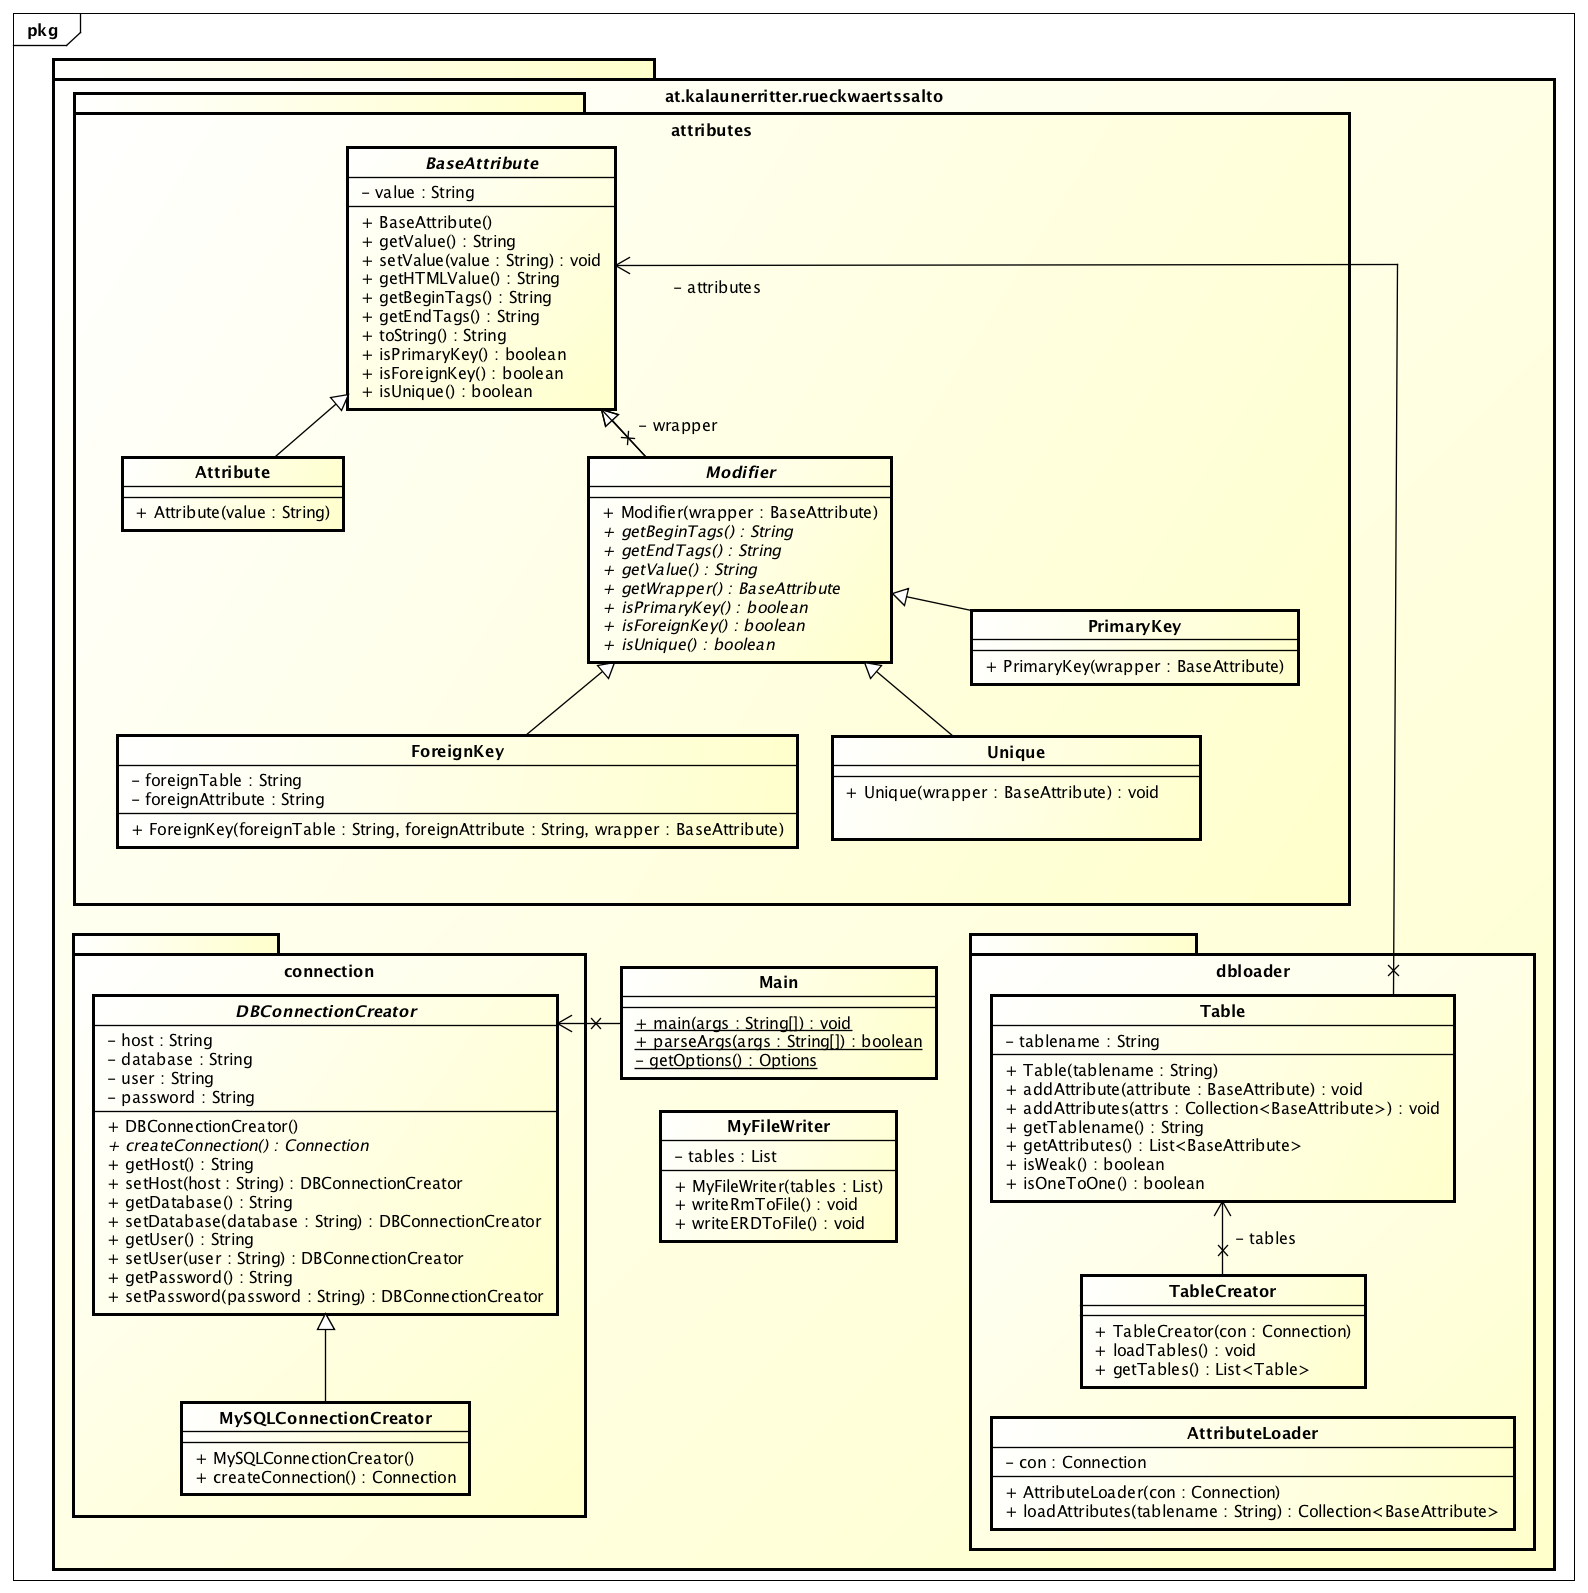 pkg
at.kalaunerritter.rueckwaertssalto
attributes
BaseAttribute
- value : String
+ BaseAttribute()
+ getValue() : String
+ setValue(value : String) : void
+ getHTMLValue() : String
+ getBeginTags() : String
+ getEndTags() : String
+ toString() : String
+ isPrimaryKey() : boolean
+ isForeignKey() : boolean
+ isUnique() : boolean
- attributes
- wrapper
Attribute
+ Attribute(value : String)
Modifier
+ Modifier(wrapper : BaseAttribute)
+ getBeginTags() : String
+ getEndTags() : String
+ getValue() : String
+ getWrapper() : BaseAttribute
+ isPrimaryKey() : boolean
+ isForeignKey() : boolean
+ isUnique() : boolean
PrimaryKey
+ PrimaryKey(wrapper : BaseAttribute)
ForeignKey
- foreignTable : String
- foreignAttribute : String
+ ForeignKey(foreignTable : String, foreignAttribute : String, wrapper : BaseAttribute)
Unique
+ Unique(wrapper : BaseAttribute) : void
connection
DBConnectionCreator
- host : String
- database : String
- user : String
- password : String
+ DBConnectionCreator()
+ createConnection() : Connection
+ getHost() : String
+ setHost(host : String) : DBConnectionCreator
+ getDatabase() : String
+ setDatabase(database : String) : DBConnectionCreator
+ getUser() : String
+ setUser(user : String) : DBConnectionCreator
+ getPassword() : String
+ setPassword(password : String) : DBConnectionCreator
MySQLConnectionCreator
+ MySQLConnectionCreator()
+ createConnection() : Connection
Main
+ main(args : String[]) : void
+ parseArgs(args : String[]) : boolean
- getOptions() : Options
MyFileWriter
- tables : List
+ MyFileWriter(tables : List)
+ writeRmToFile() : void
+ writeERDToFile() : void
dbloader
Table
- tablename : String
+ Table(tablename : String)
+ addAttribute(attribute : BaseAttribute) : void
+ addAttributes(attrs : Collection<BaseAttribute>) : void
+ getTablename() : String
+ getAttributes() : List<BaseAttribute>
+ isWeak() : boolean
+ isOneToOne() : boolean
- tables
TableCreator
+ TableCreator(con : Connection)
+ loadTables() : void
+ getTables() : List<Table>
AttributeLoader
- con : Connection
+ AttributeLoader(con : Connection)
+ loadAttributes(tablename : String) : Collection<BaseAttribute>